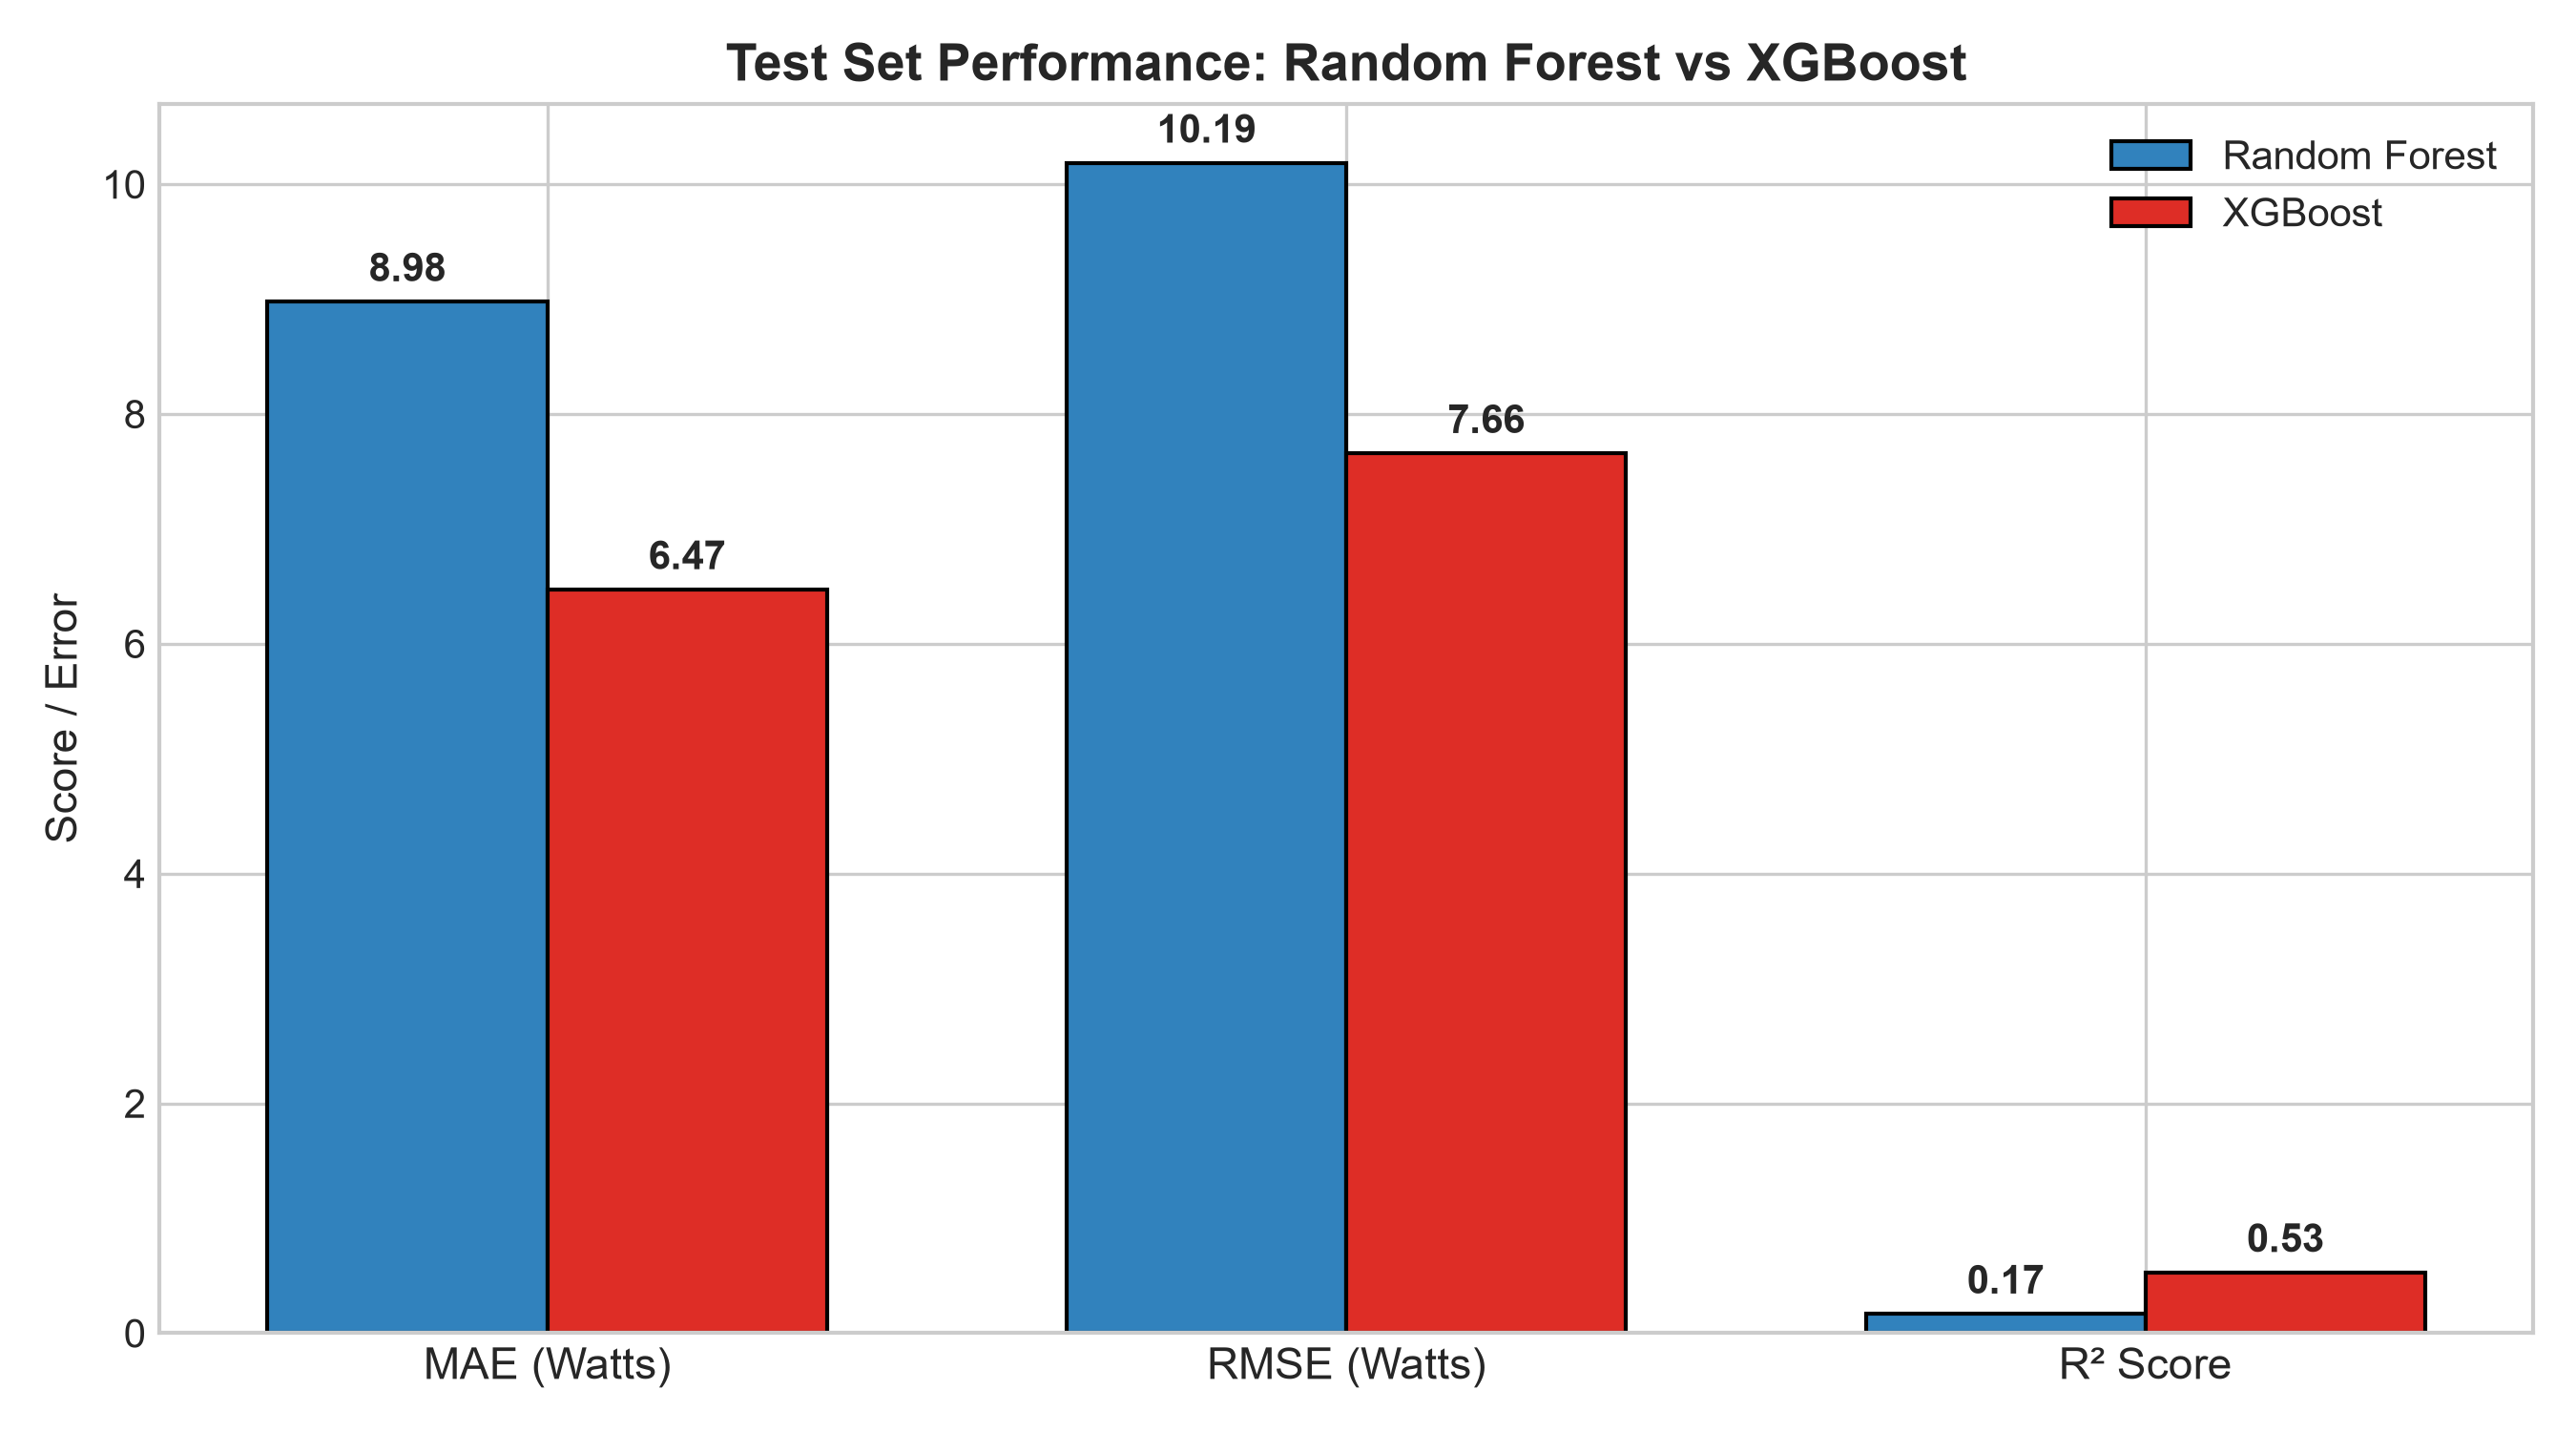 Test Set Performance: Random Forest vs XGBoost
Random Forest
XGBoost
Score / Error
10
8
6
4
2
0
8.98
6.47
10.19
7.66
0.17
0.53
MAE (Watts)
RMSE (Watts)
R² Score